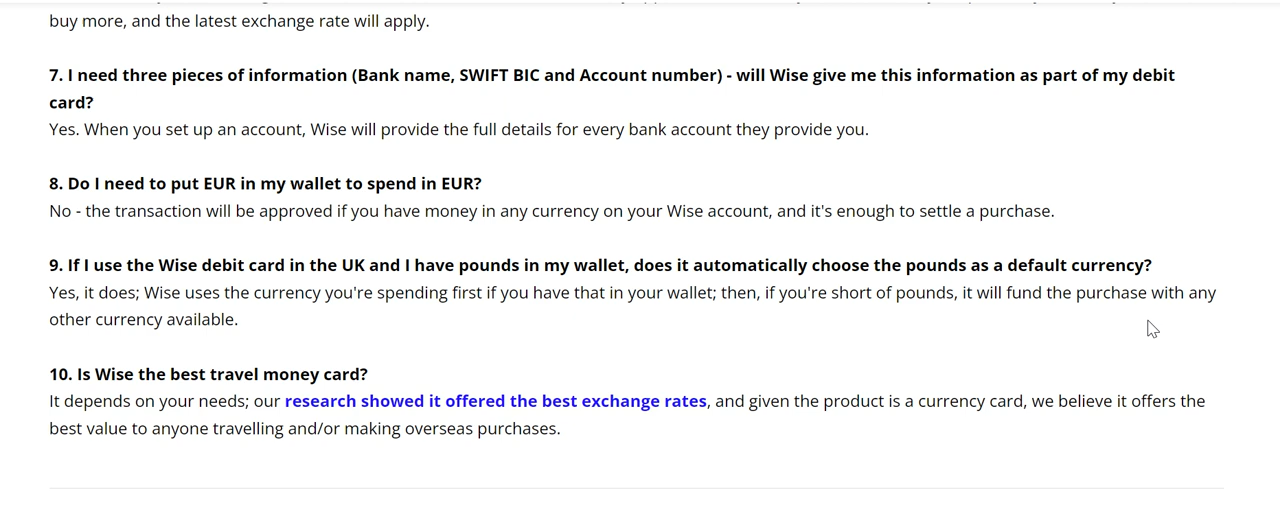 buy more, and the latest exchange rate will apply.
7. I need three pieces of information (Bank name, SWIFT BIC and Account number) - will Wise give me this information as part of my debit
card?
Yes. When you set up an account, Wise will provide the full details for every bank account they provide you.
8. Do I need to put EUR in my wallet to spend in EUR?
No - the transaction will be approved if you have money in any currency on your Wise account, and it's enough to settle a purchase.
9. If I use the Wise debit card in the UK and I have pounds in my wallet, does it automatically choose the pounds as a default currency?
Yes, it does; Wise uses the currency you're spending first if you have that in your wallet; then, if you're short of pounds, it will fund the purchase with any
other currency available.
10. Is Wise the best travel money card?
It depends on your needs; our research showed it offered the best exchange rates, and given the product is a currency card, we believe it offers the
best value to anyone travelling and/or making overseas purchases.